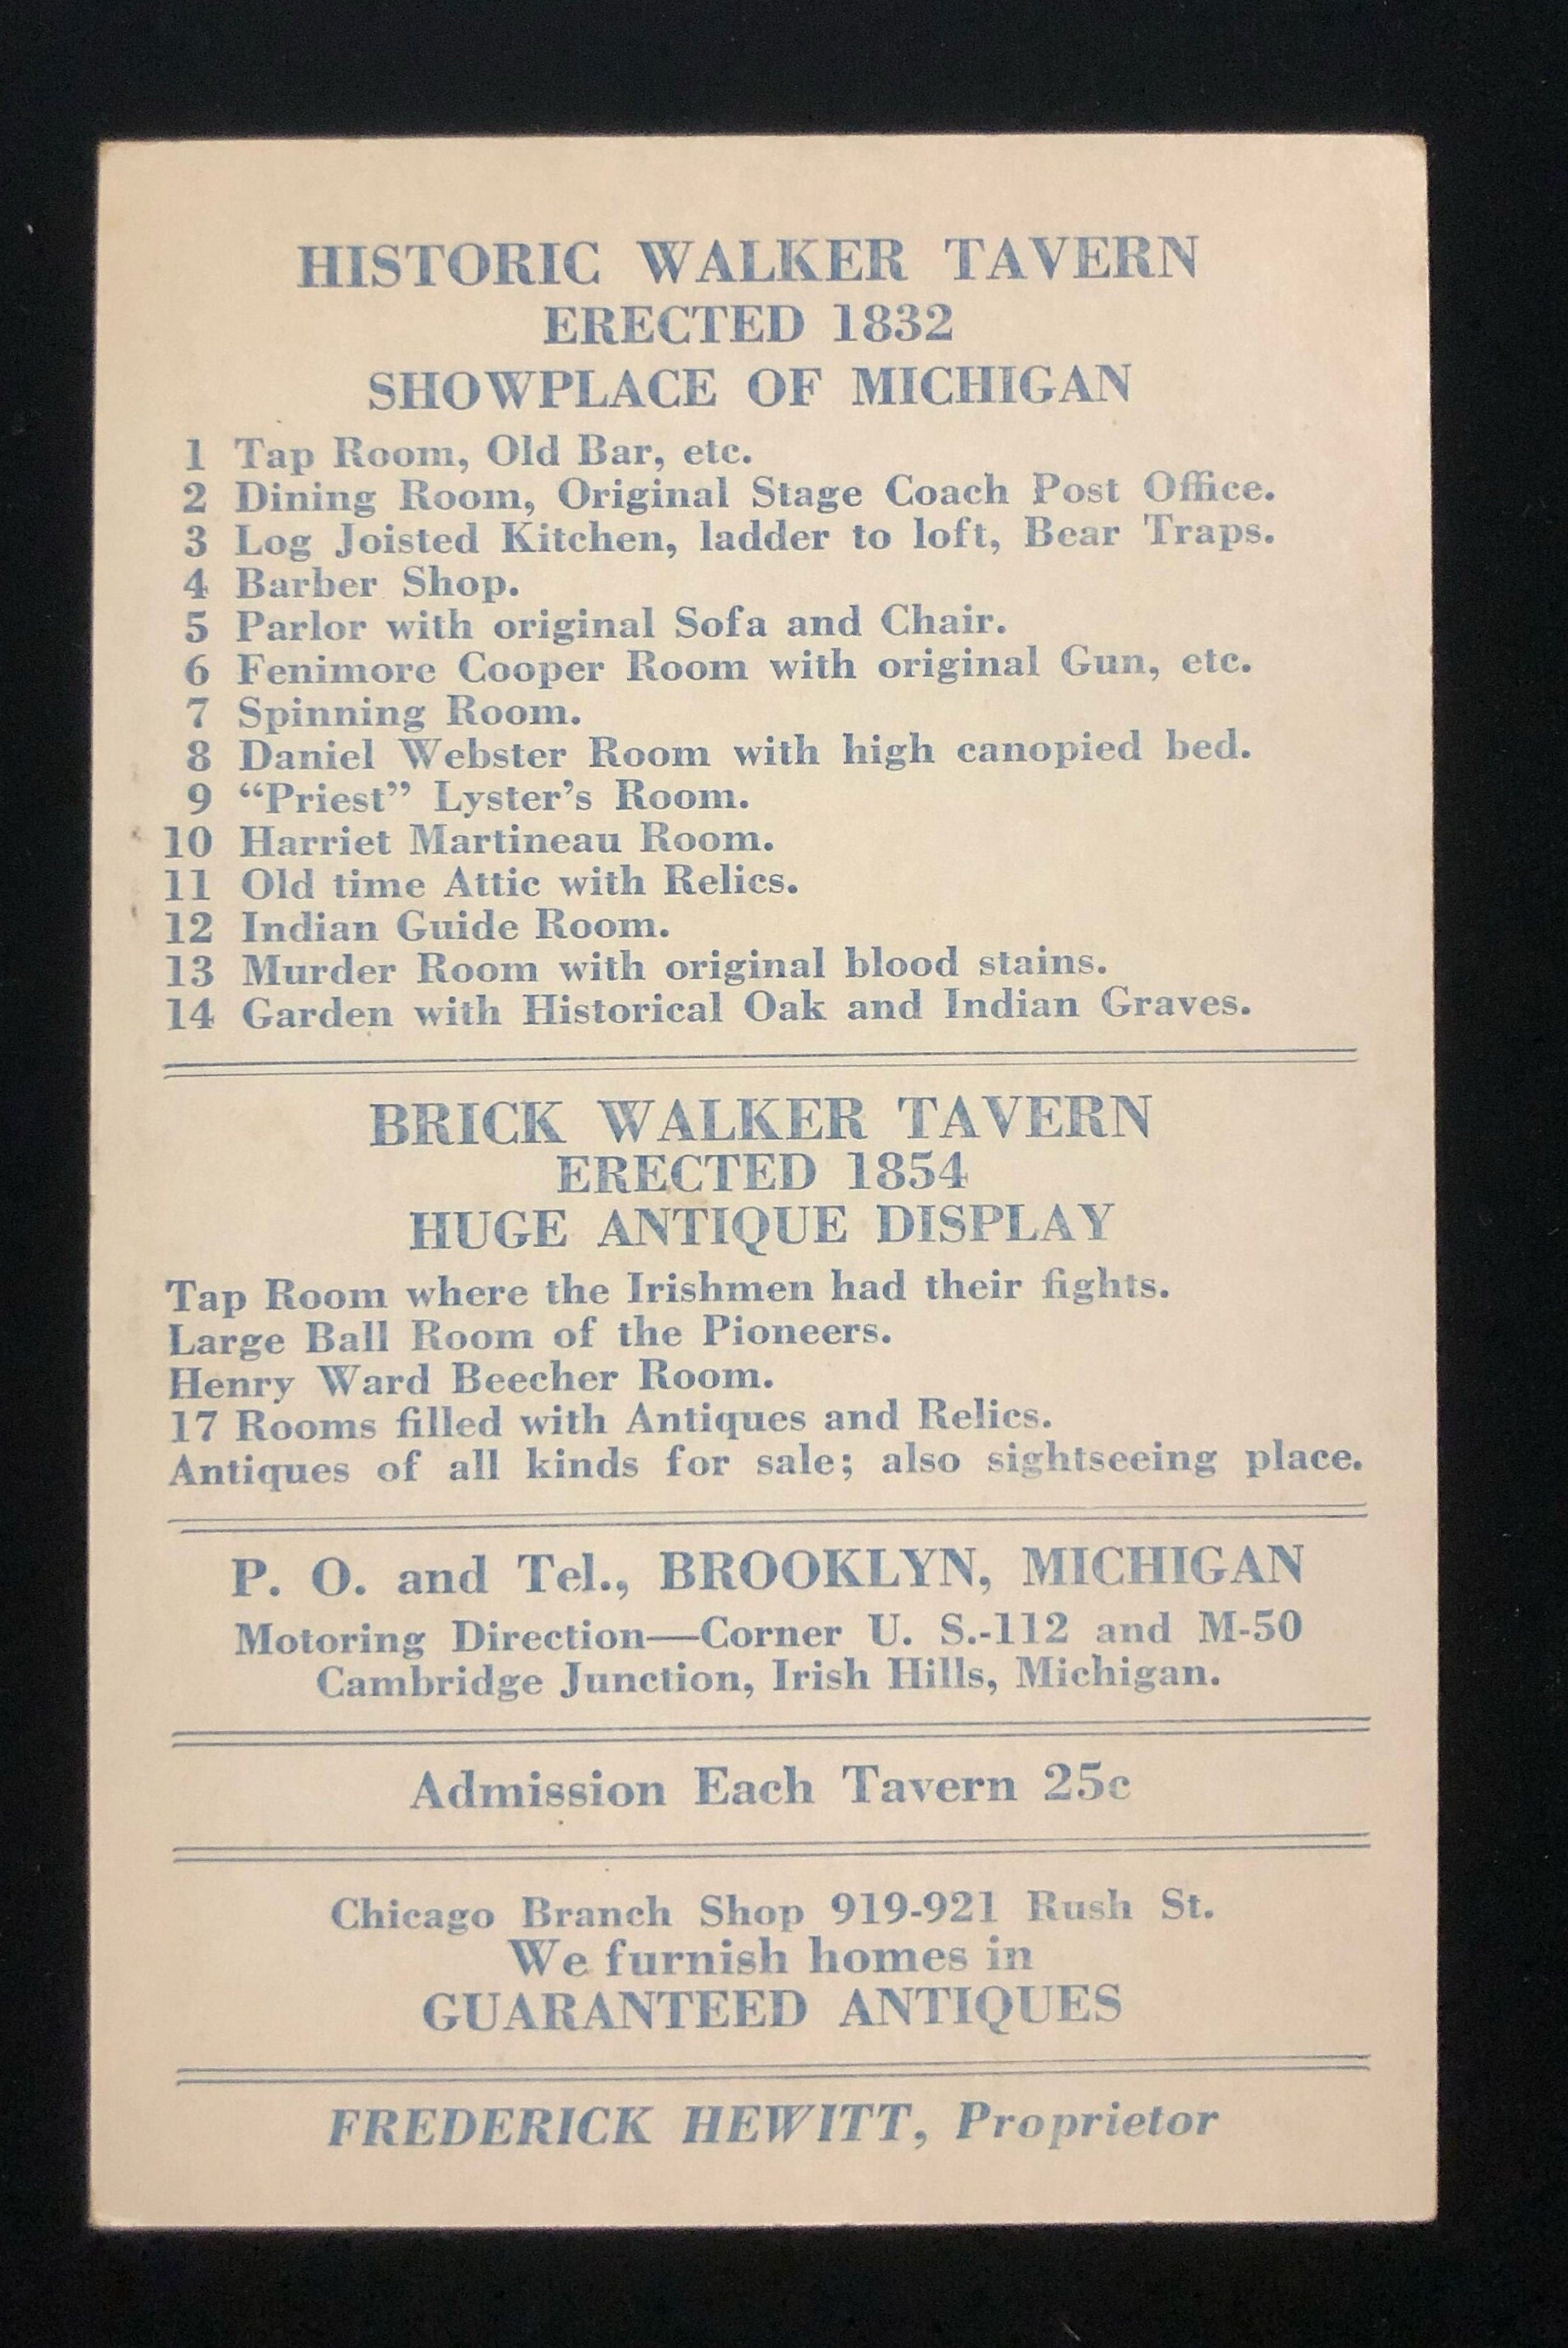 HISTORIC WALKER TAVERN
ERECTED 1832
SHOWPLACE OF MICHIGAN
1 Tap Room, Old Bar, etc.
2 Dining Room, Original Stage Coach Post Office.
3 Log Joisted Kitchen, ladder to loft, Bear Traps.
4 Barber Shop.
5 Parlor with original Sofa and Chair.
6 Fenimore Cooper Room with original Gun, etc.
7 Spinning Room.
8 Daniel Webster Room with high canopied bed.
9 “Priest” Lyster’s Room.
10 Harriet Martineau Room.
11 Old time Attic with Relics.
12 Indian Guide Room.
13 Murder Room with original blood stains.
14 Garden with Historical Oak and Indian Graves.
BRICK WALKER TAVERN
ERECTED 1854
HUGE ANTIQUE DISPLAY
Tap Room where the Irishmen had their fights.
Large Ball Room of the Pioneers.
Henry Ward Beecher Room.
17 Rooms filled with Antiques and Relics.
Antiques of all kinds for sale; also sightseeing place.
P. O. and Tel., BROOKLYN, MICHIGAN
Motoring Direction—Corner U. S.-112 and M-50
Cambridge Junction, Irish Hills, Michigan.
Admission Each Tavern 25c
Chicago Branch Shop 919-921 Rush St.
We furnish homes in
GUARANTEED ANTIQUES
FREDERICK HEWITT, Proprietor